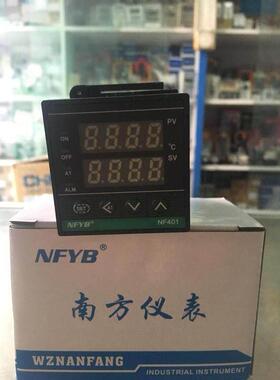 ON
PV
8.8.8.8
OFF
°C
SV
AT
8.8.8.8
ALM
SET
NFYB®
NF401
NFYB®
南方仪表
WZNANFANG
INDUSTRIAL INSTRUMENT